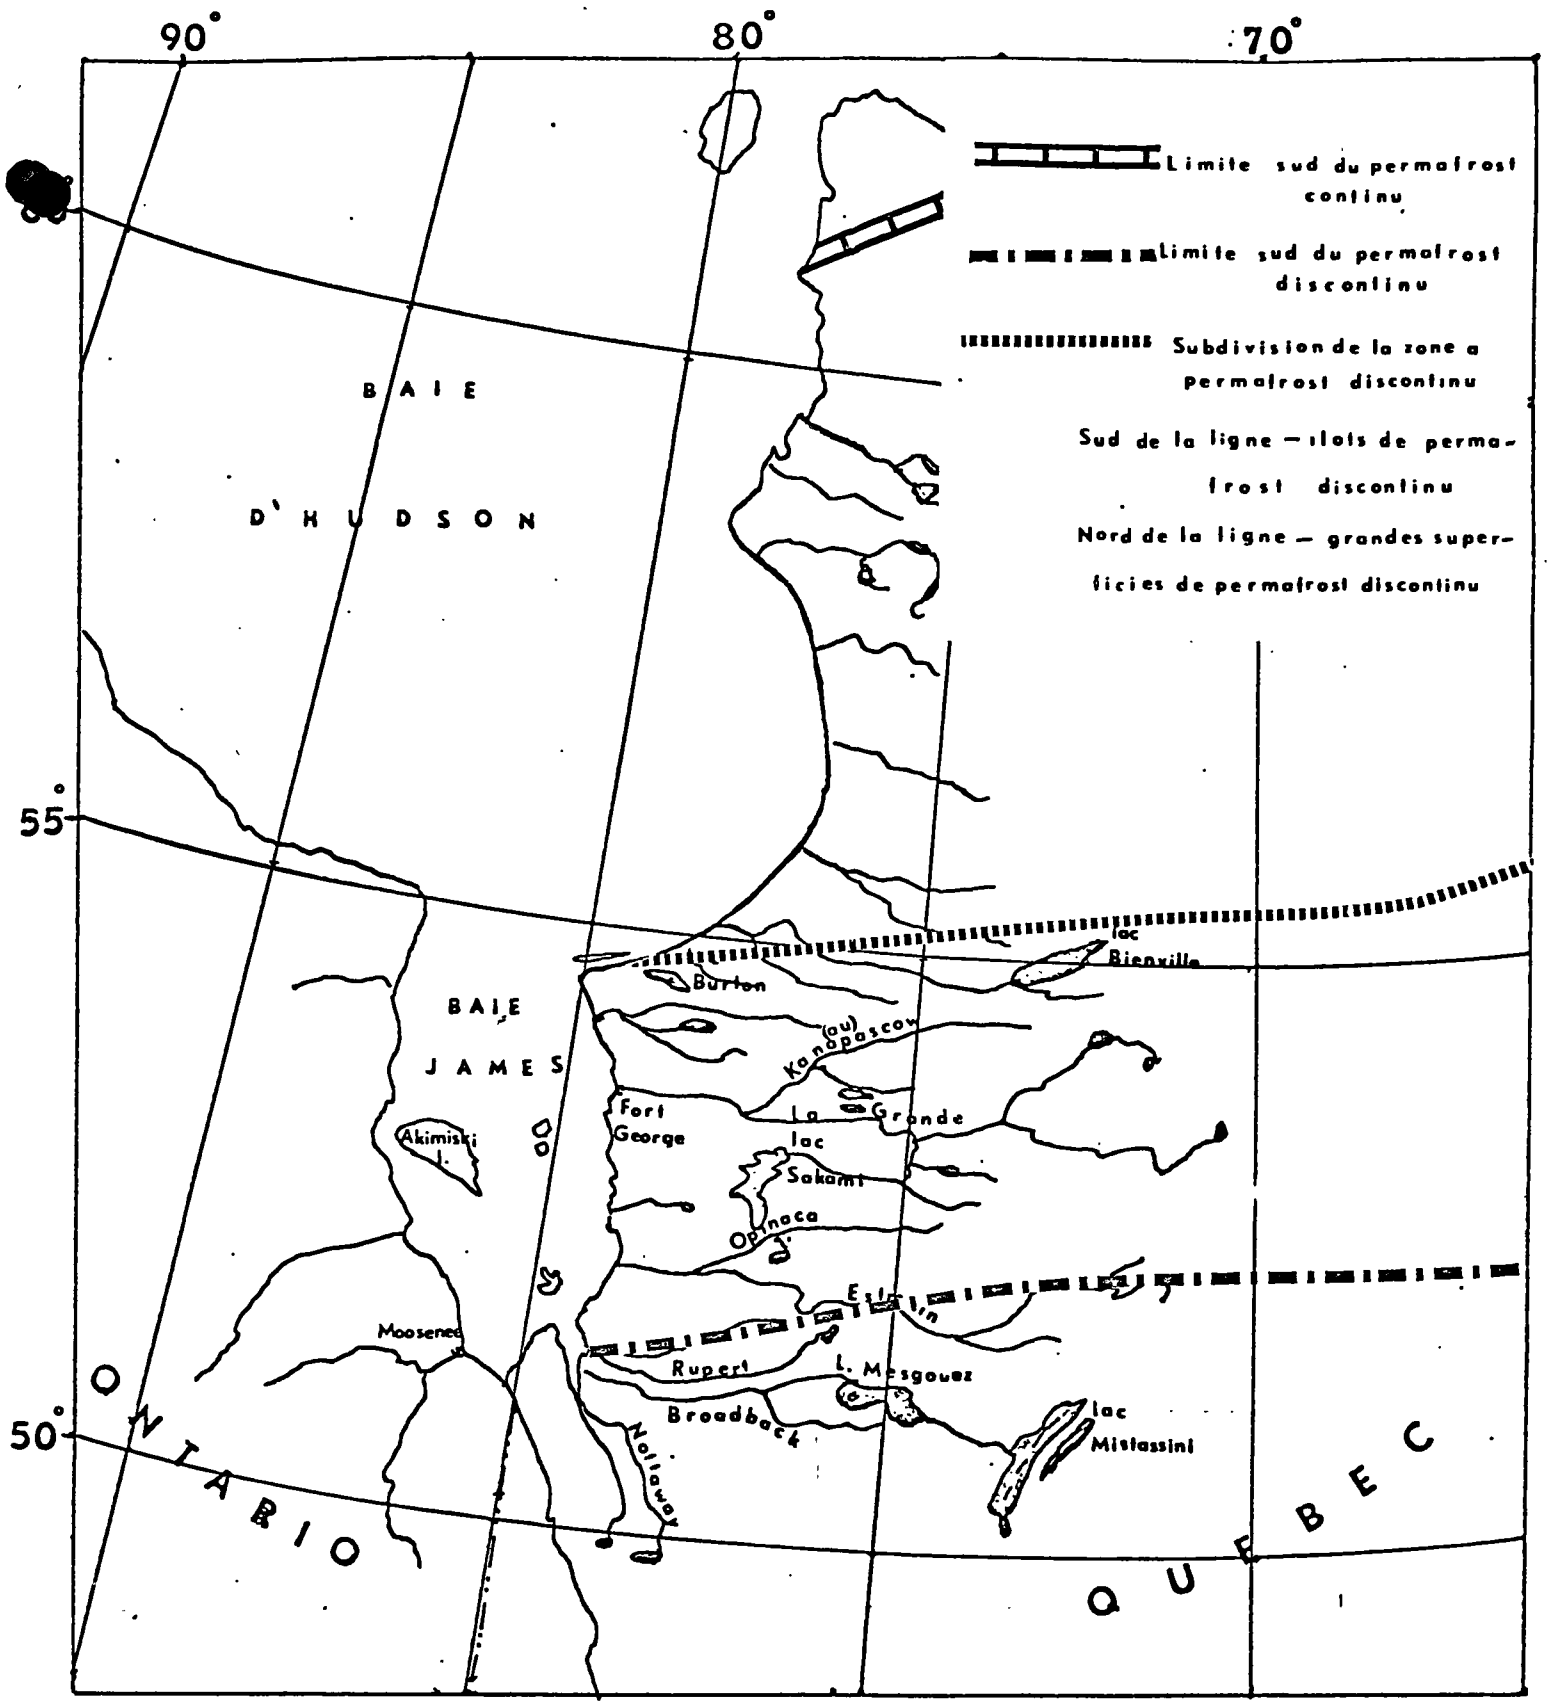 90° 80° 70°
Limite sud du permafrost
continu
Limite sud du permafrost
discontinu
Subdivision de la zone a
permafrost discontinu
Sud de la ligne — ilots de perma-
frost discontinu
Nord de la ligne — grandes super-
ficies de permafrost discontinu
BAIE
D'HUDSON
55°
lac
Bienville
Burton
BAIE
JAMES
(au)
Kanapascow
Fort
George
La Grande
Akimiski
I.
lac
Sakami
Opinaca
Moosenee
Rupert
L. Mesgouez
Broadback
Nottaway
lac
Mistassini
50°
ONTARIO
QUEBEC